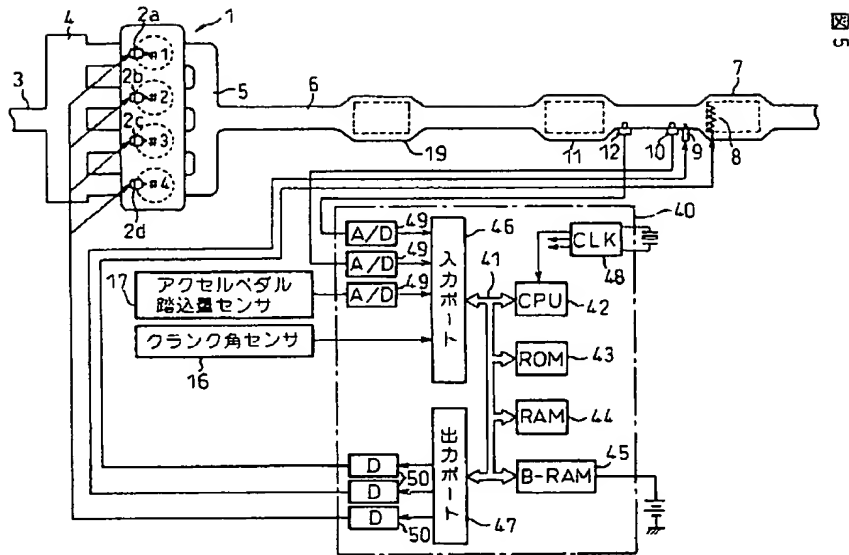 図5
1
4
2a
3
2b
2c
2d
1
2
3
4
5
6
19
11
12
10
9
7
8
40
A/D
49
A/D
49
A/D
49
46
入力ポート
41
CLK
48
CPU
42
ROM
43
RAM
44
B-RAM
45
17
アクセルペダル
踏込量センサ
クランク角センサ
16
出力ポート
47
D
50
D
D
50